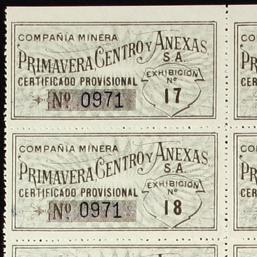 COMPAÑIA MINERA
PRIMAVERA CENTRO Y ANEXAS
S.A.
CERTIFICADO PROVISIONAL
EXHIBICION
Nº 0971
Nº
17
COMPAÑIA MINERA
PRIMAVERA CENTRO Y ANEXAS
S.A.
CERTIFICADO PROVISIONAL
EXHIBICION
Nº 0971
Nº
18